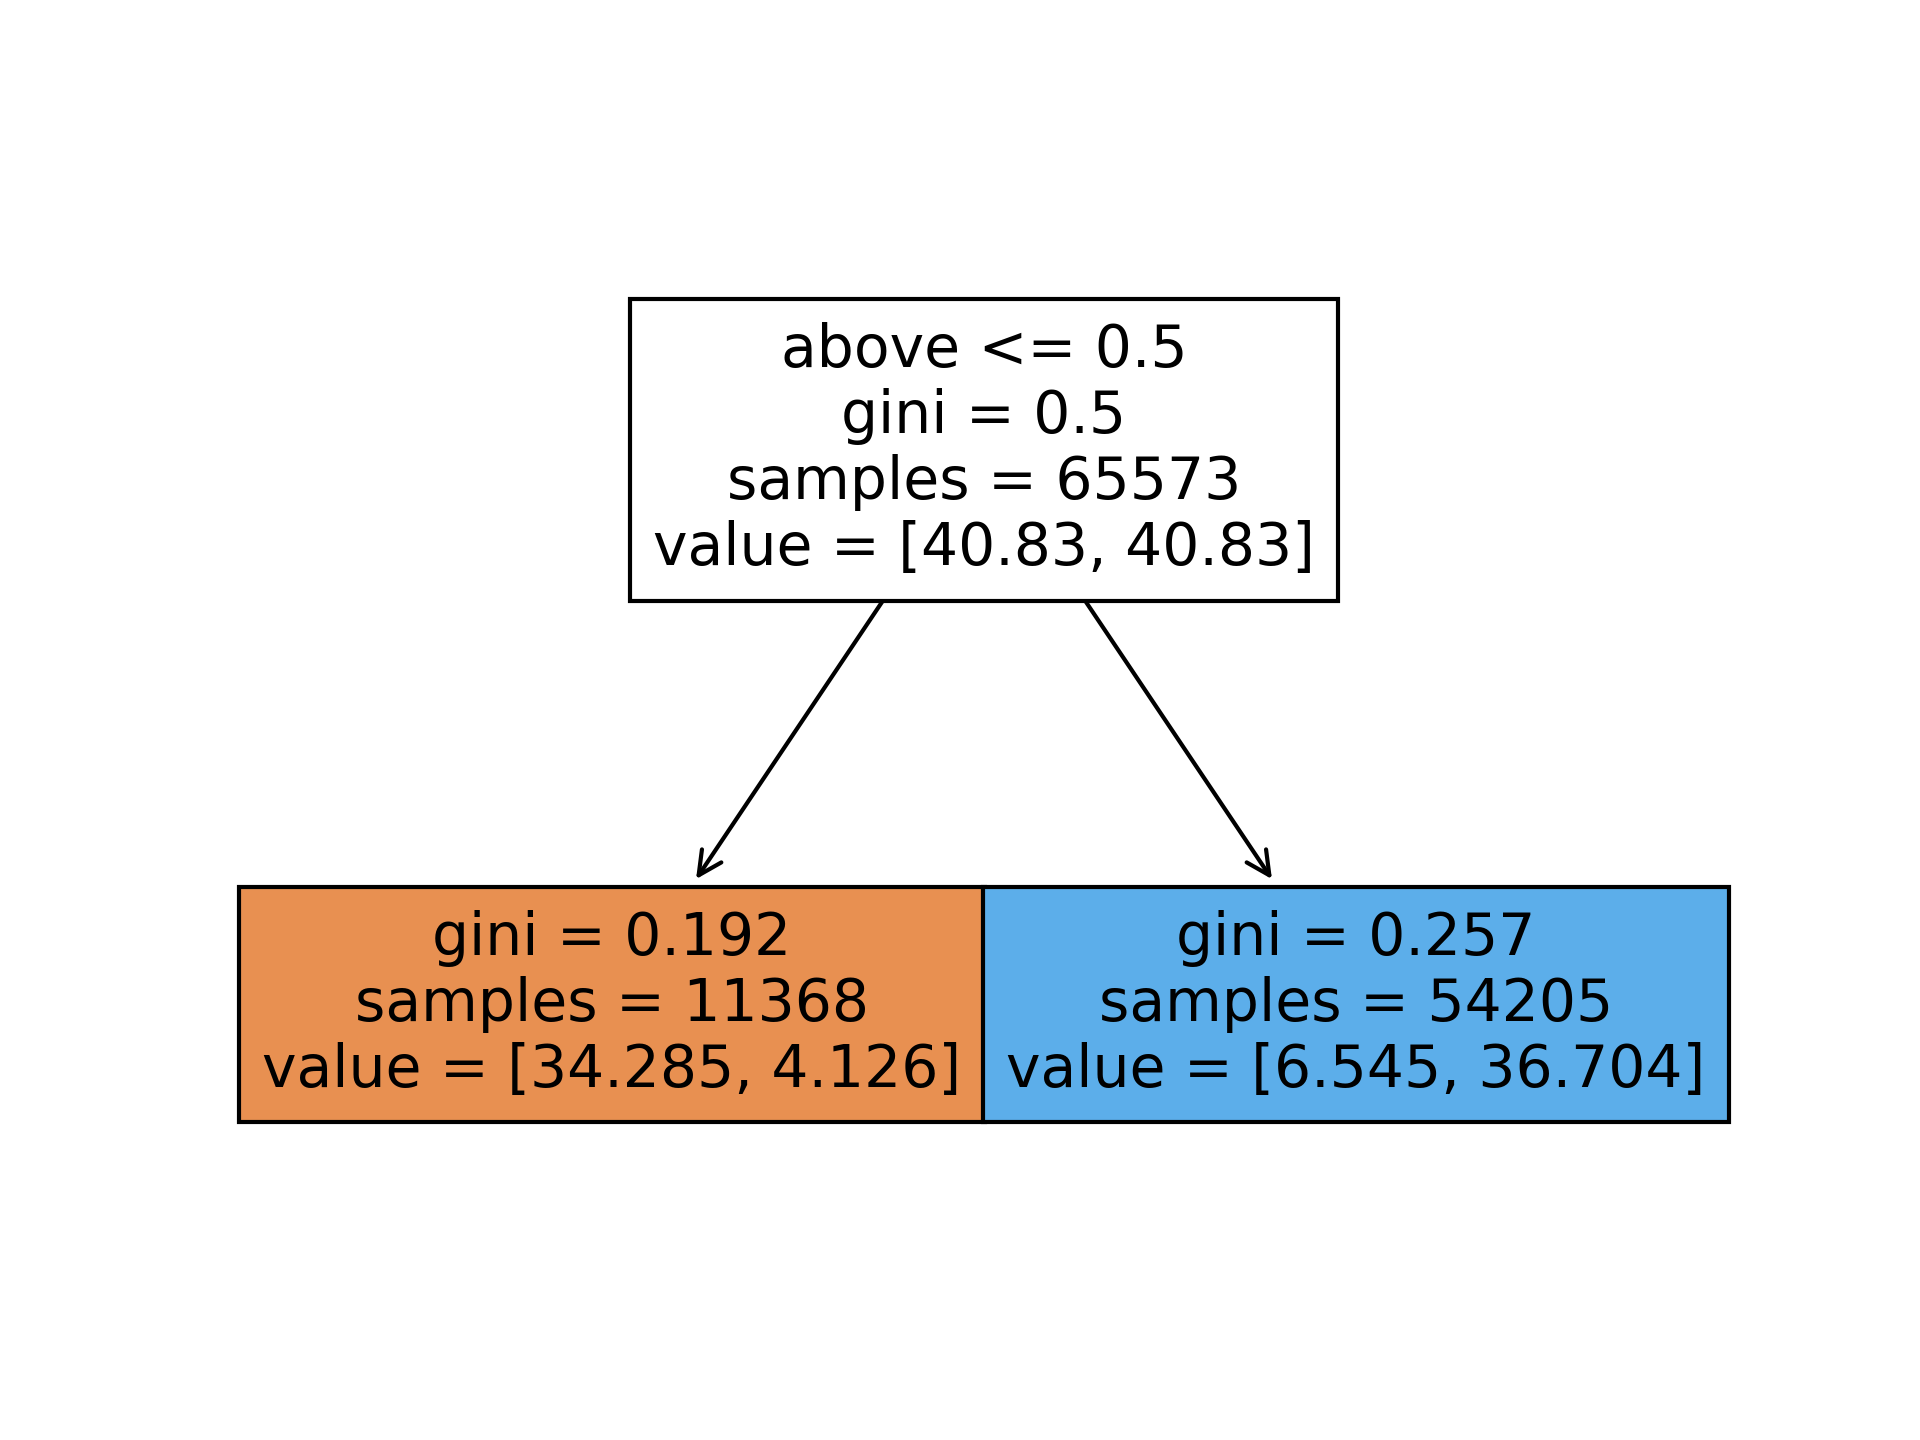 above <= 0.5
gini = 0.5
samples = 65573
value = [40.83, 40.83]
gini = 0.192
samples = 11368
value = [34.285, 4.126]
gini = 0.257
samples = 54205
value = [6.545, 36.704]